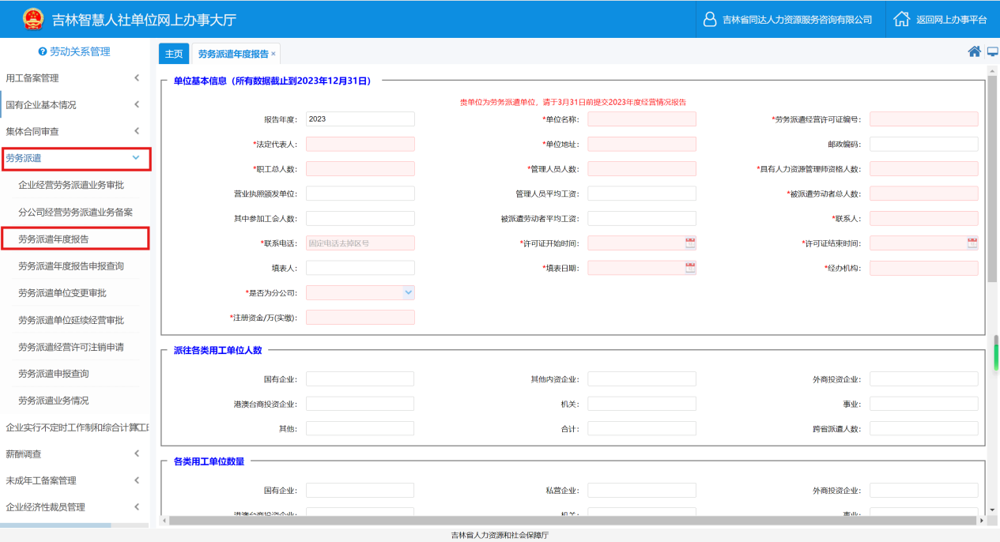 吉林智慧人社单位网上办事大厅
吉林省同达人力资源服务咨询有限公司
返回网上办事平台
劳动关系管理
用工备案管理
国有企业基本情况
集体合同审查
劳务派遣
企业经营劳务派遣业务审批
分公司经营劳务派遣业务备案
劳务派遣年度报告
劳务派遣年度报告申报查询
劳务派遣单位变更审批
劳务派遣单位延续经营审批
劳务派遣经营许可注销申请
劳务派遣申报查询
劳务派遣业务情况
企业实行不定时工作制和综合计算工时
薪酬调查
未成年工备案管理
企业经济性裁员管理
主页 劳务派遣年度报告 ×
单位基本信息（所有数据截止到2023年12月31日）
贵单位为劳务派遣单位，请于3月31日前提交2023年度经营情况报告
报告年度： 2023 *单位名称： *劳务派遣经营许可证编号：
*法定代表人： *单位地址： 邮政编码：
*职工总人数： *管理人员人数： *具有人力资源管理师资格人数：
营业执照颁发单位： 管理人员平均工资： *被派遣劳动者总人数：
其中参加工会人数： 被派遣劳动者平均工资： *联系人：
*联系电话： 固定电话去掉区号 *许可证开始时间： *许可证结束时间：
填表人： *填表日期： *经办机构：
*是否为分公司：
*注册资金/万(实缴)：
派往各类用工单位人数
国有企业： 其他内资企业： 外商投资企业：
港澳台商投资企业： 机关： 事业：
其他： 合计： 跨省派遣人数：
各类用工单位数量
国有企业： 私营企业： 外商投资企业：
港澳台商投资企业： 机关： 事业：
吉林省人力资源和社会保障厅